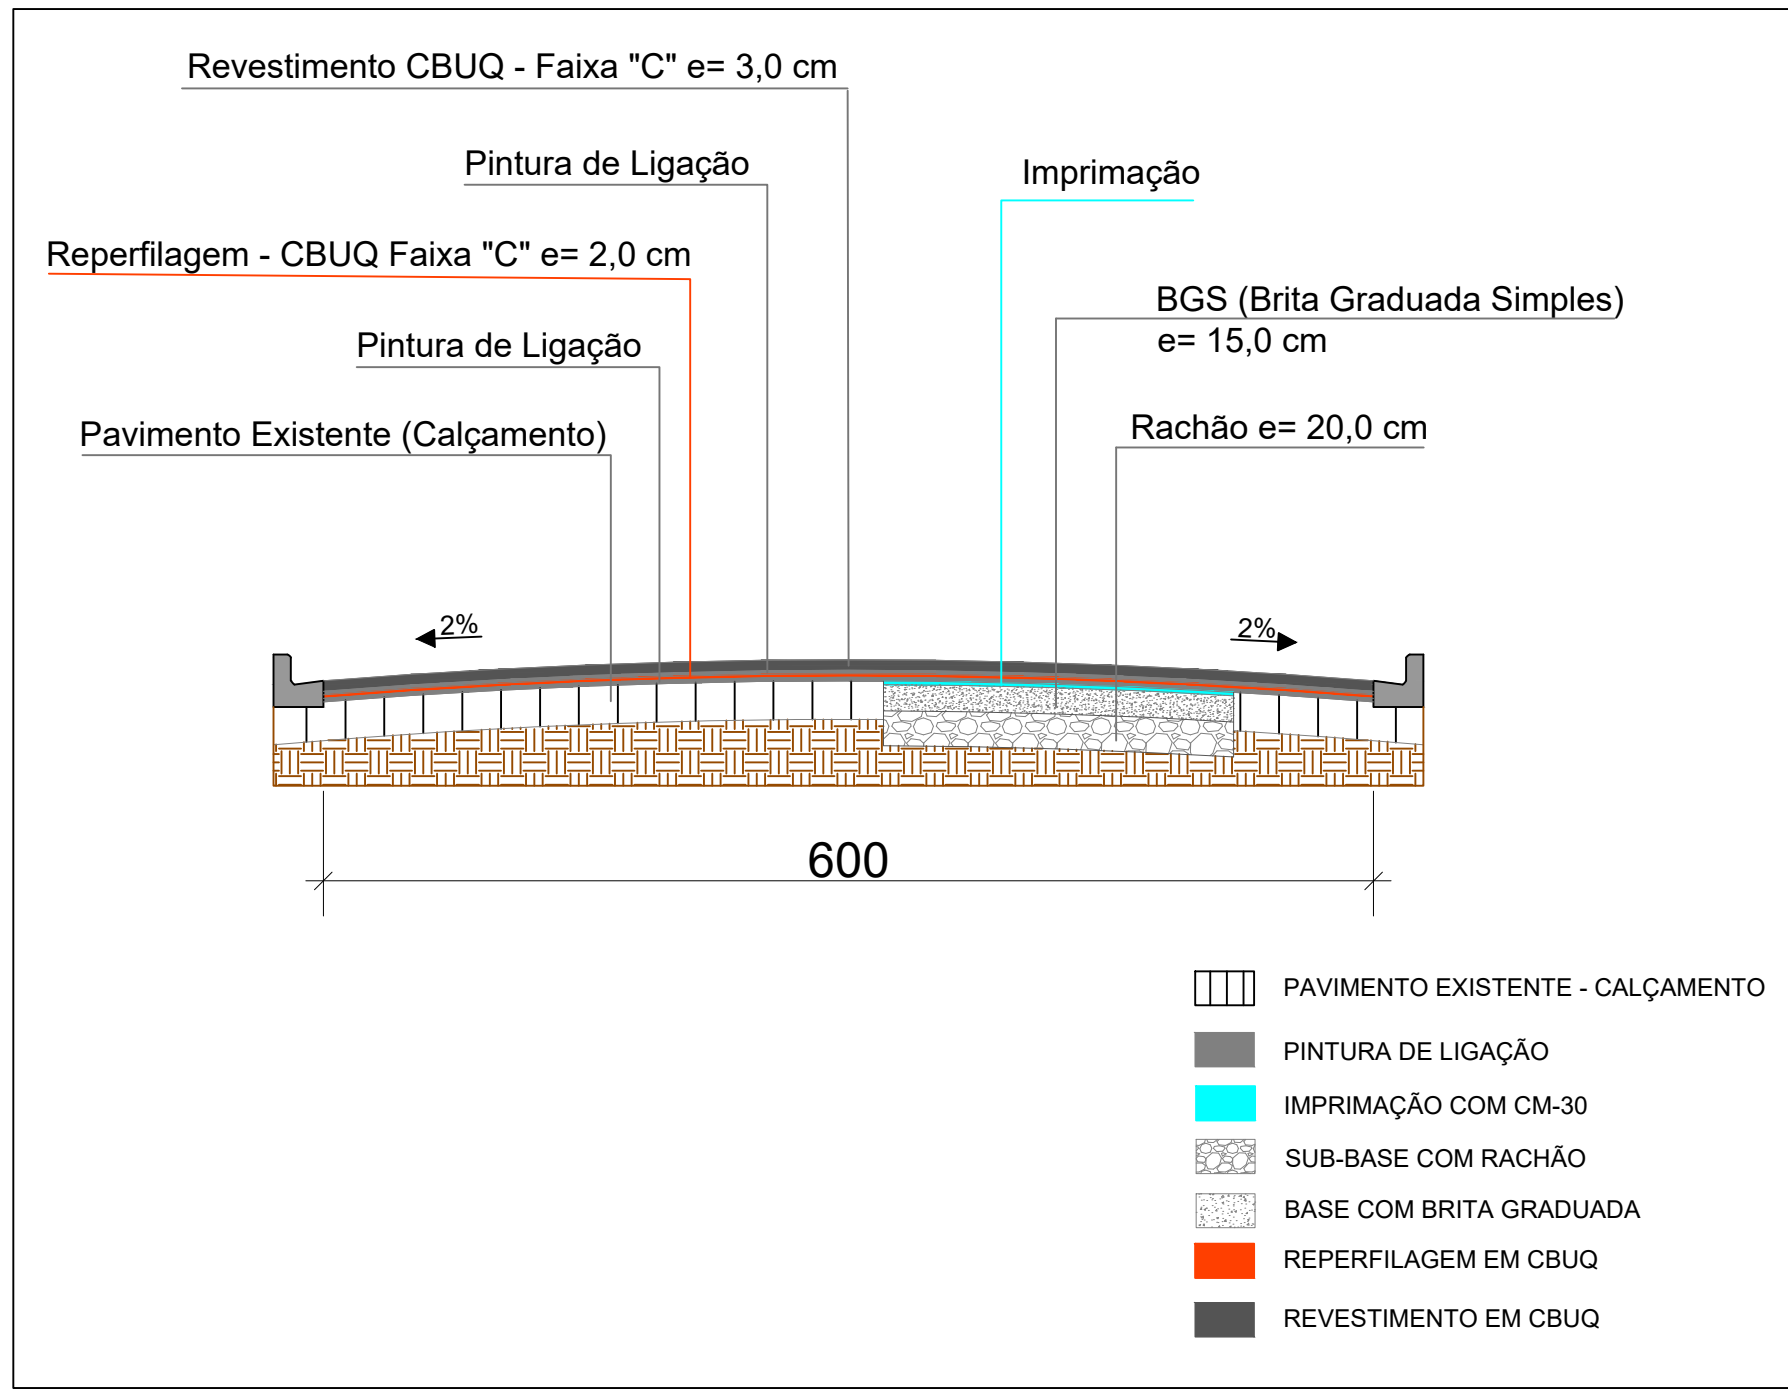 Revestimento CBUQ - Faixa "C" e= 3,0 cm
Pintura de Ligação
Imprimação
Reperfilagem - CBUQ Faixa "C" e= 2,0 cm
BGS (Brita Graduada Simples)
e= 15,0 cm
Pintura de Ligação
Pavimento Existente (Calçamento)
Rachão e= 20,0 cm
2%
2%
600
PAVIMENTO EXISTENTE - CALÇAMENTO
PINTURA DE LIGAÇÃO
IMPRIMAÇÃO COM CM-30
SUB-BASE COM RACHÃO
BASE COM BRITA GRADUADA
REPERFILAGEM EM CBUQ
REVESTIMENTO EM CBUQ